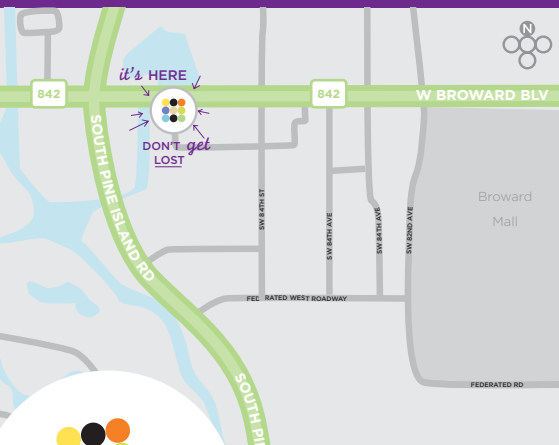 N
it's HERE
842
842
W BROWARD BLV
DON'T get
LOST
SOUTH PINE ISLAND RD
Broward
Mall
SW 84TH ST
SW 84TH AVE
SW 84TH AVE
SW 82ND AVE
FEDERATED WEST ROADWAY
FEDERATED RD
SOUTH PI